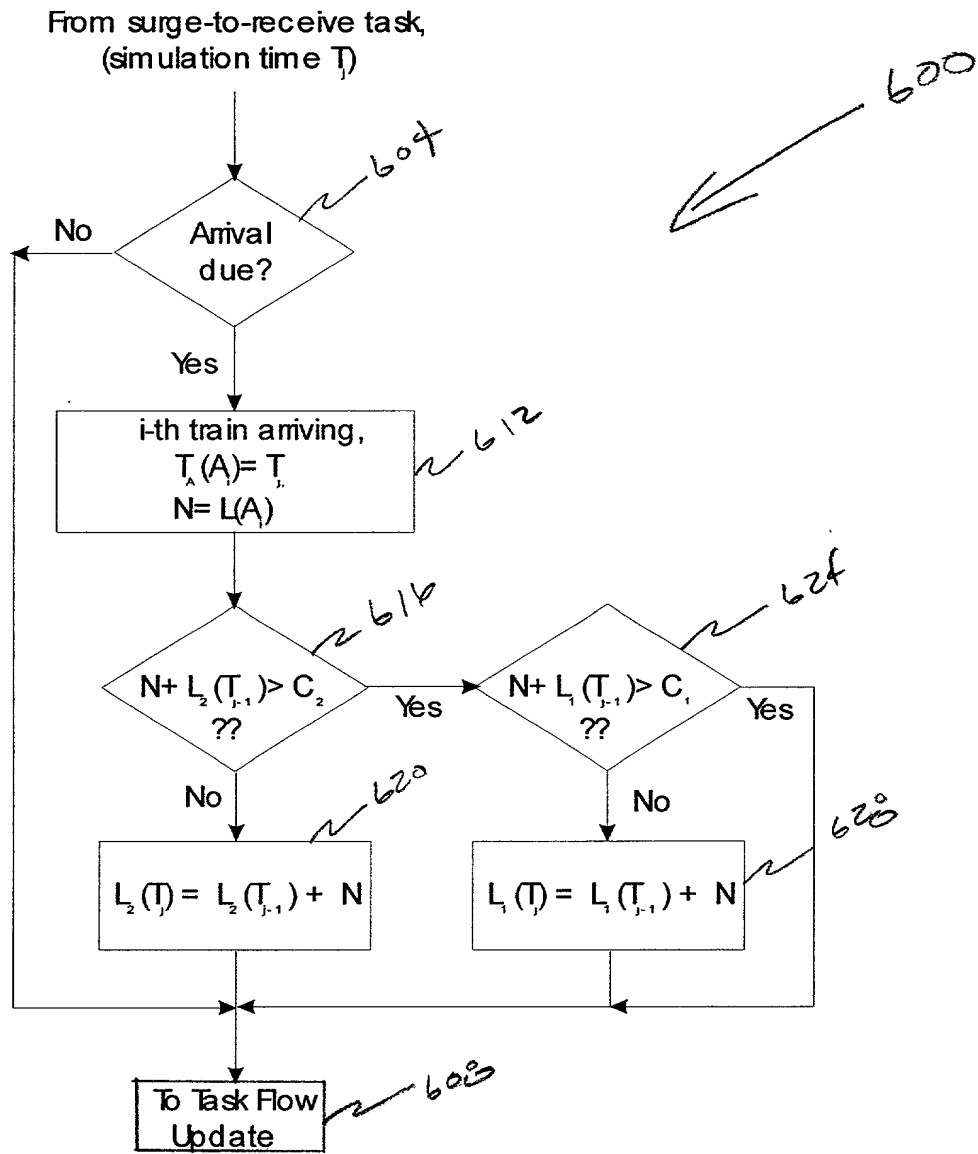 From surge-to-receive task,
(simulation time Tj)
600
604
No
Arrival
due?
Yes
i-th train arriving,
TA(Ai)= Tj,
N= L(Ai)
612
616
624
N+ L2(Tj-1)> C2
??
Yes
N+ L1(Tj-1)> C1
??
Yes
No
620
No
628
L2(Tj)= L2(Tj-1)+ N
L1(Tj)= L1(Tj-1)+ N
To Task Flow
Update
608